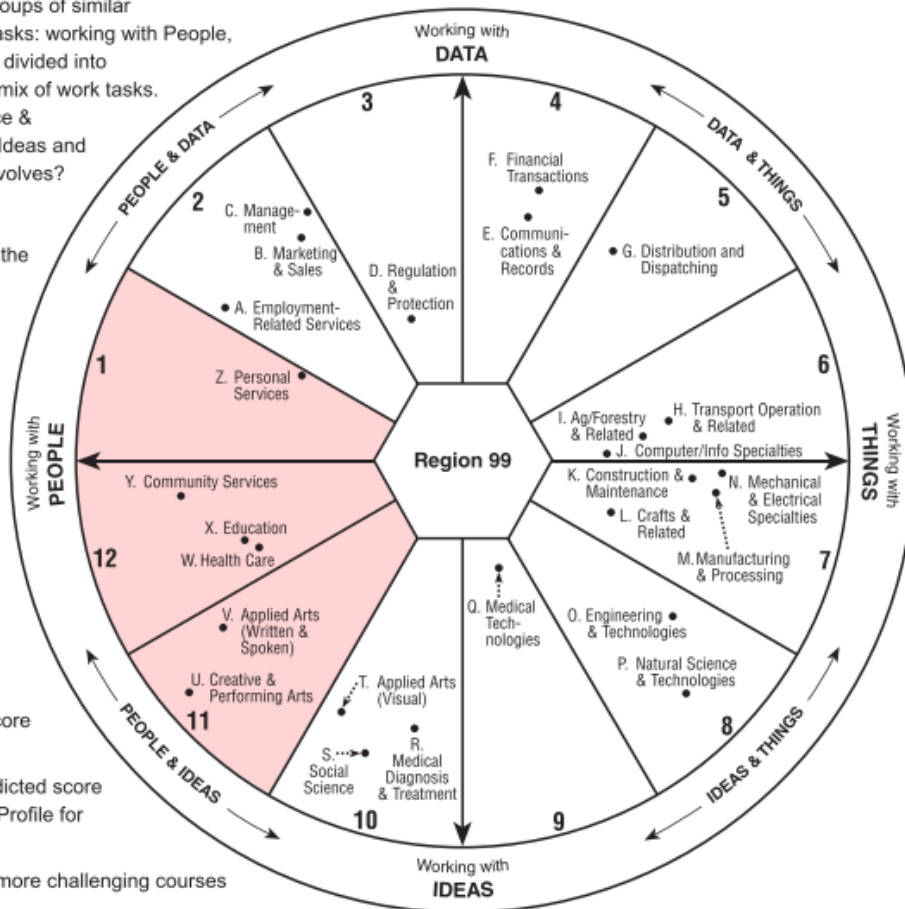 oups of similar
asks: working with People,
divided into
mix of work tasks.
ce &
Ideas and
volves?
the
core
dicted score
Profile for
more challenging courses
Working with
DATA
DATA & THINGS
Working with
THINGS
IDEAS & THINGS
Working with
IDEAS
PEOPLE & IDEAS
Working with
PEOPLE
PEOPLE & DATA
Region 99
1
Z. Personal
Services
2
C. Manage-
ment
B. Marketing
& Sales
A. Employment-
Related Services
3
D. Regulation
&
Protection
4
F. Financial
Transactions
E. Communi-
cations &
Records
5
G. Distribution and
Dispatching
6
H. Transport Operation
& Related
I. Ag/Forestry
& Related
J. Computer/Info Specialties
7
K. Construction &
Maintenance
N. Mechanical
& Electrical
Specialties
L. Crafts &
Related
M. Manufacturing
& Processing
8
O. Engineering
& Technologies
P. Natural Science
& Technologies
9
Q. Medical
Tech-
nologies
10
T. Applied Arts
(Visual)
S.
Social
Science
R.
Medical
Diagnosis
& Treatment
11
V. Applied Arts
(Written &
Spoken)
U. Creative &
Performing Arts
12
Y. Community Services
X. Education
W. Health Care